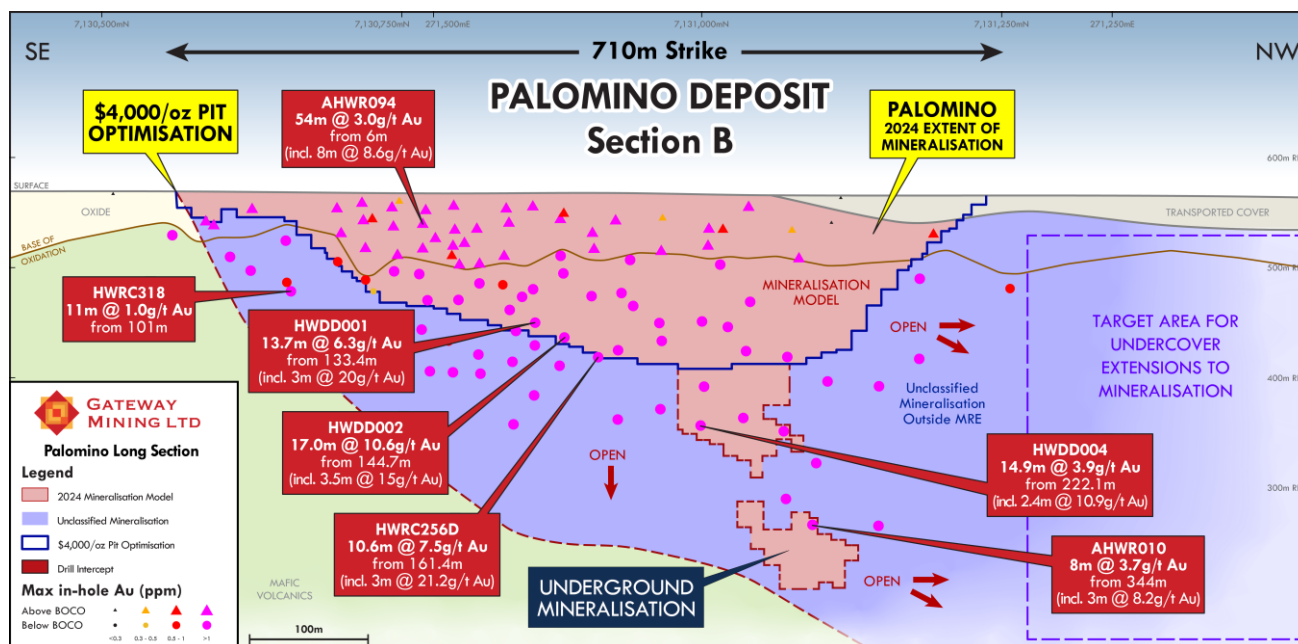 7,130,500mN
7,130,750mN
271,500mE
7,131,000mN
7,131,250mN
271,250mE
SE
710m Strike
NW
PALOMINO DEPOSIT
Section B
$4,000/oz PIT
OPTIMISATION
AHWR094
54m @ 3.0g/t Au
from 6m
(incl. 8m @ 8.6g/t Au)
PALOMINO
2024 EXTENT OF
MINERALISATION
600m R
SURFACE
OXIDE
TRANSPORTED COVER
BASE OF
OXIDATION
500m R
MINERALISATION
MODEL
HWRC318
11m @ 1.0g/t Au
from 101m
HWDD001
13.7m @ 6.3g/t Au
from 133.4m
(incl. 3m @ 20g/t Au)
OPEN
TARGET AREA FOR
UNDERCOVER
EXTENSIONS TO
MINERALISATION
400m R
Unclassified
Mineralisation
Outside MRE
HWDD002
17.0m @ 10.6g/t Au
from 144.7m
(incl. 3.5m @ 15g/t Au)
OPEN
HWDD004
14.9m @ 3.9g/t Au
from 222.1m
(incl. 2.4m @ 10.9g/t Au)
300m R
HWRC256D
10.6m @ 7.5g/t Au
from 161.4m
(incl. 3m @ 21.2g/t Au)
AHWR010
8m @ 3.7g/t Au
from 344m
(incl. 3m @ 8.2g/t Au)
UNDERGROUND
MINERALISATION
OPEN
MAFIC
VOLCANICS
100m
GATEWAY
MINING LTD
Palomino Long Section
Legend
2024 Mineralisation Model
Unclassified Mineralisation
$4,000/oz Pit Optimisation
Drill Intercept
Max in-hole Au (ppm)
Above BOCO
Below BOCO
<0.3 0.3 - 0.5 0.5 - 1 >1